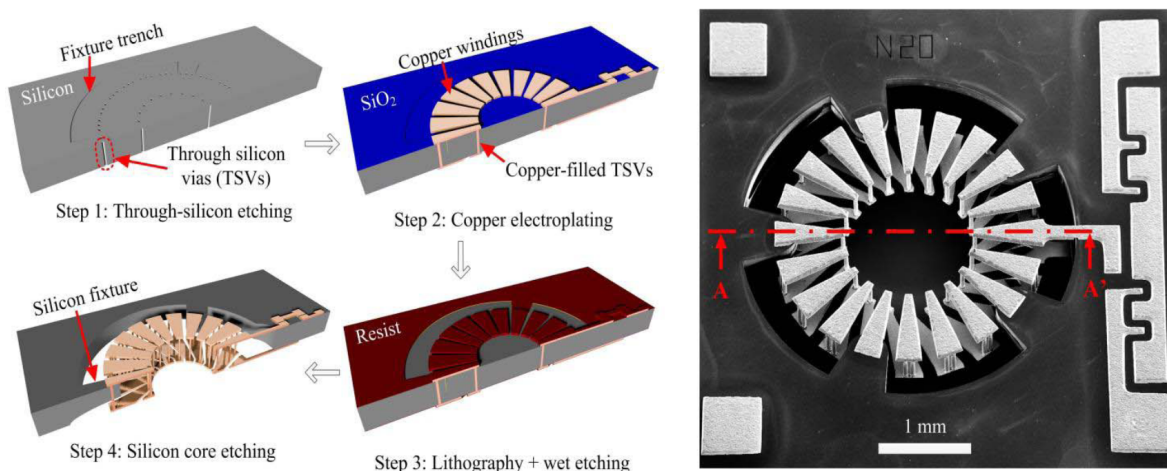 Fixture trench
Silicon
Through silicon
vias (TSVs)
Step 1: Through-silicon etching
Copper windings
SiO₂
Copper-filled TSVs
Step 2: Copper electroplating
Silicon fixture
Step 4: Silicon core etching
Resist
Step 3: Lithography + wet etching
N20
A
A'
1 mm